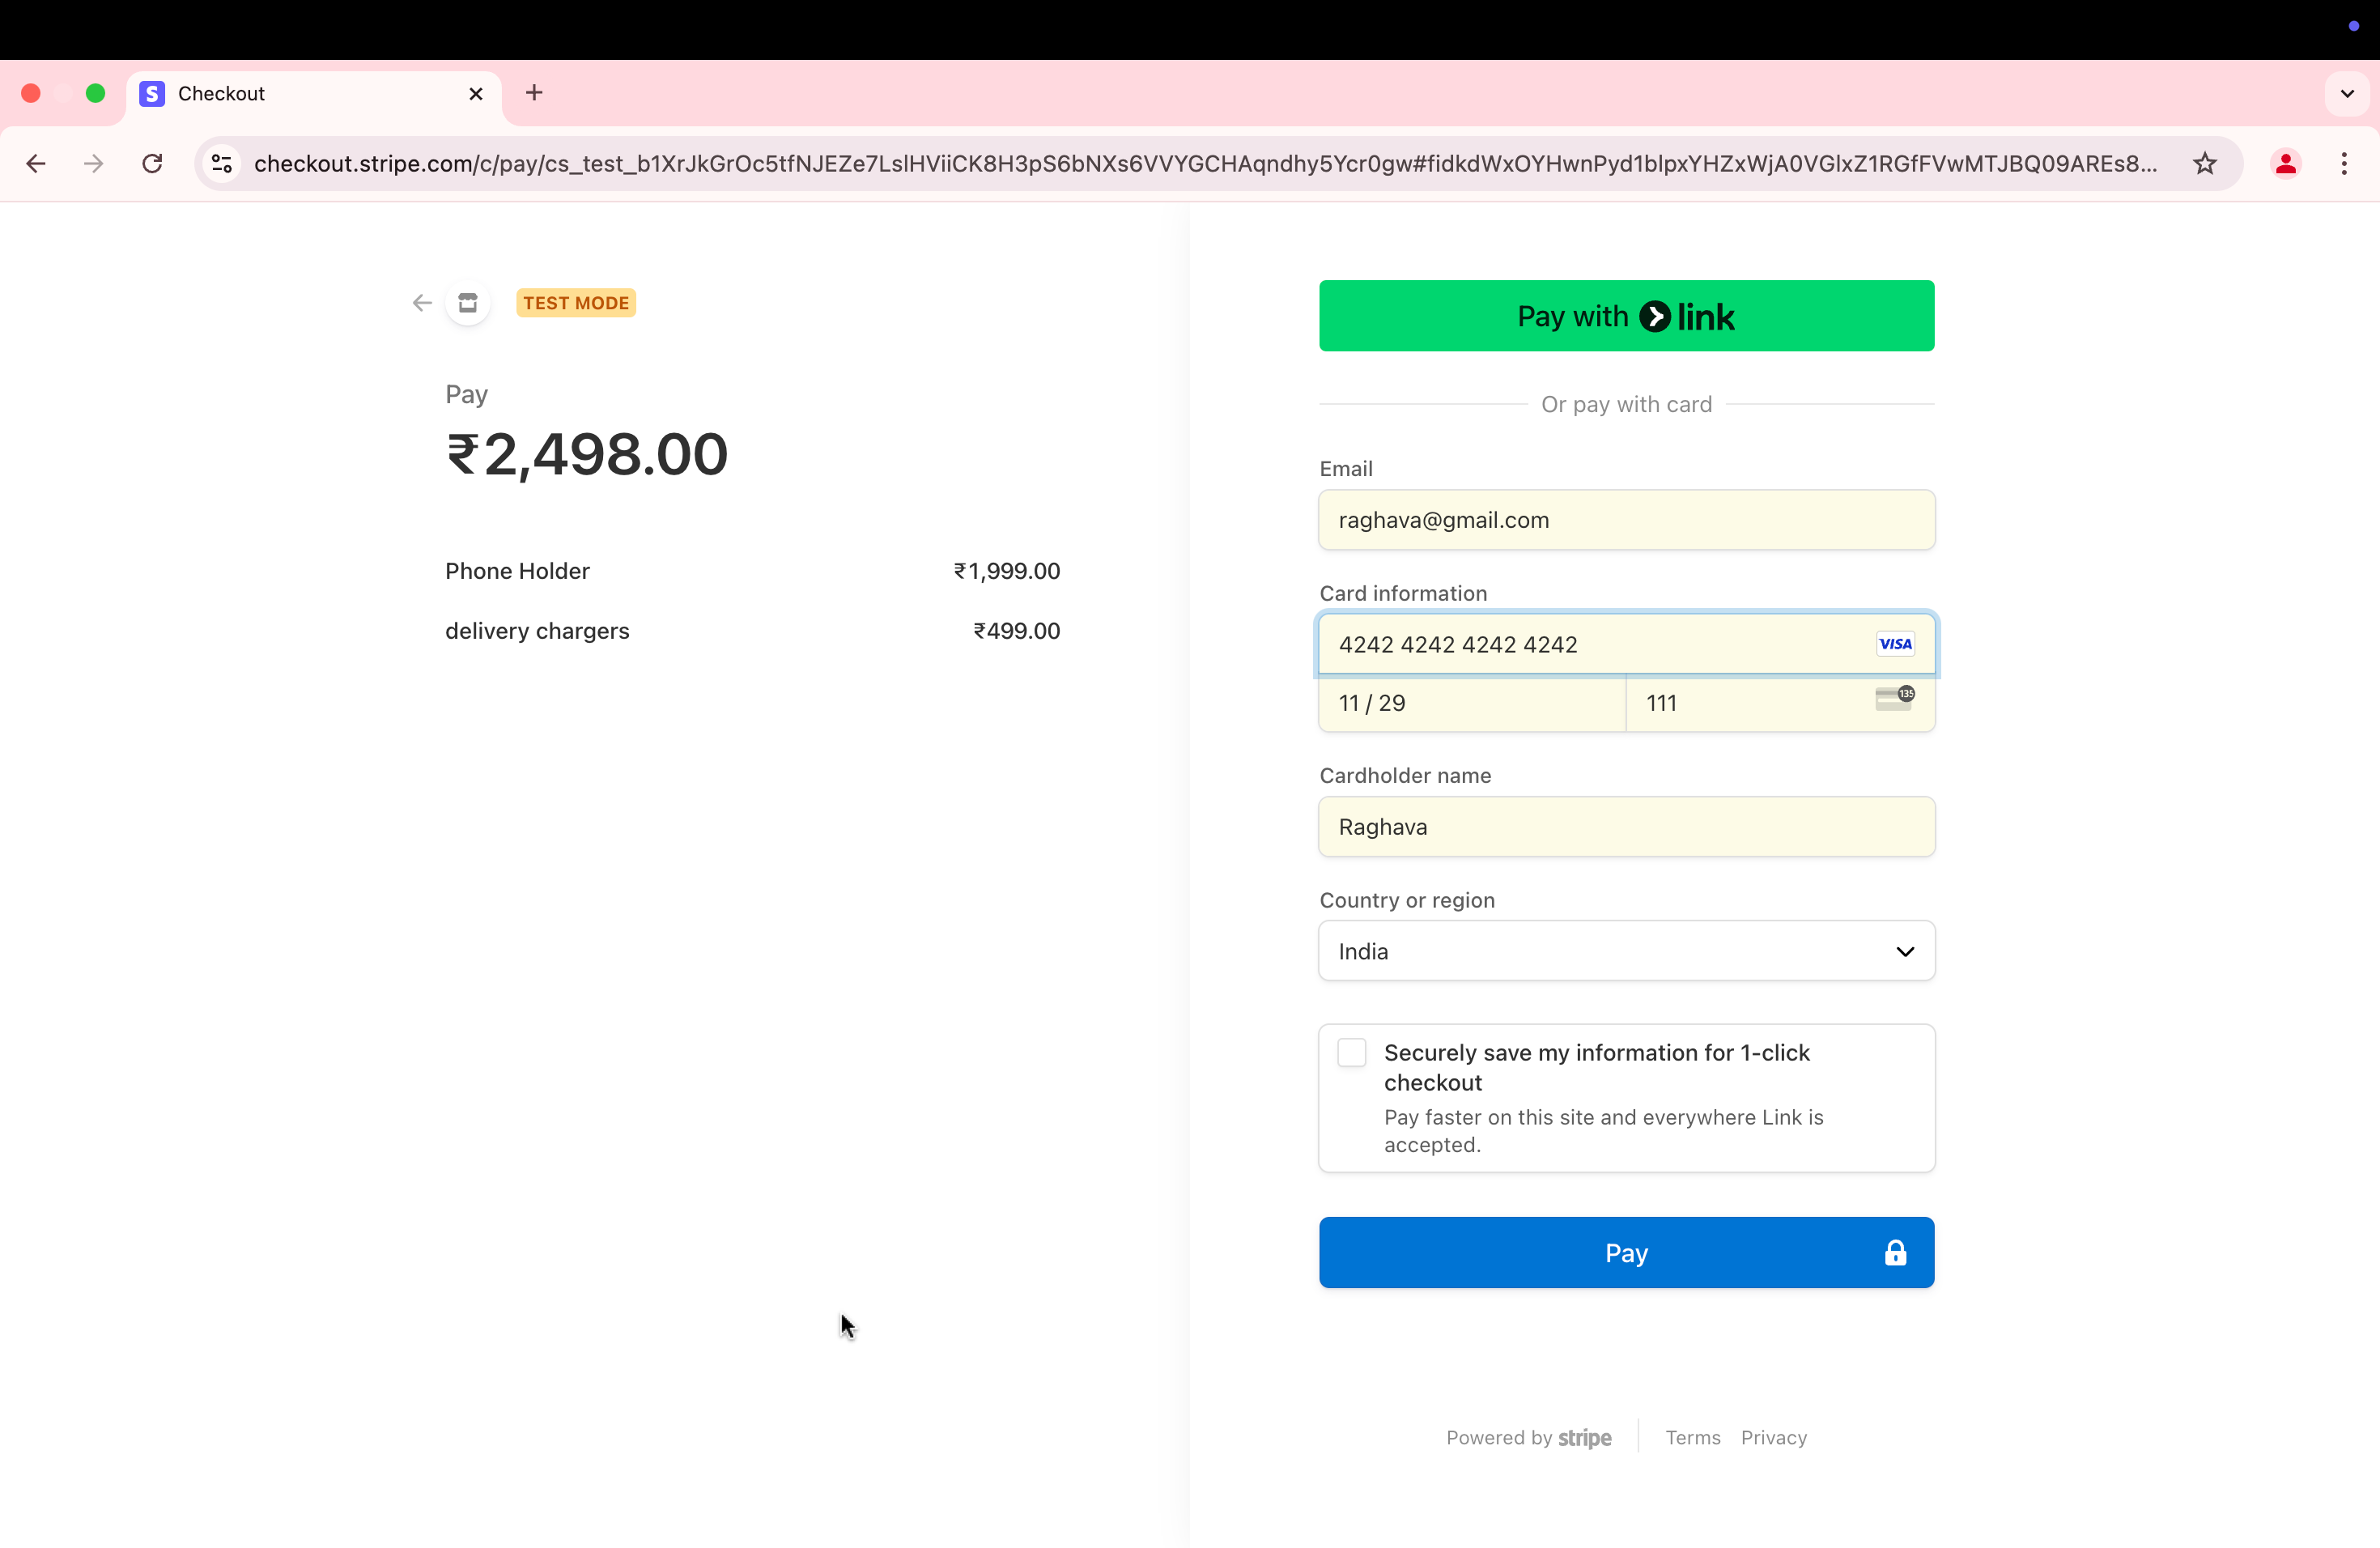 Checkout
checkout.stripe.com/c/pay/cs_test_b1XrJkGrOc5tfNJEZe7LslHViiCK8H3pS6bNXs6VVYGCHAqndhy5Ycr0gw#fidkdWxOYHwnPyd1blpxYHZxWjA0VGlxZ1RGfFVwMTJBQ09AREs8...
TEST MODE
Pay
₹2,498.00
Phone Holder ₹1,999.00
delivery chargers ₹499.00
Pay with link
Or pay with card
Email
raghava@gmail.com
Card information
4242 4242 4242 4242 VISA
11 / 29 111 135
Cardholder name
Raghava
Country or region
India
Securely save my information for 1-click
checkout
Pay faster on this site and everywhere Link is
accepted.
Pay
Powered by stripe Terms Privacy